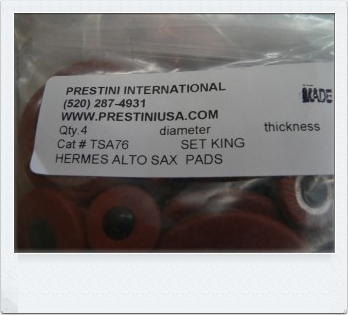 PRESTINI INTERNATIONAL
(520) 287-4931
WWW.PRESTINIUSA.COM
Qty.4 diameter thickness
Cat # TSA76 SET KING
HERMES ALTO SAX PADS
MADE